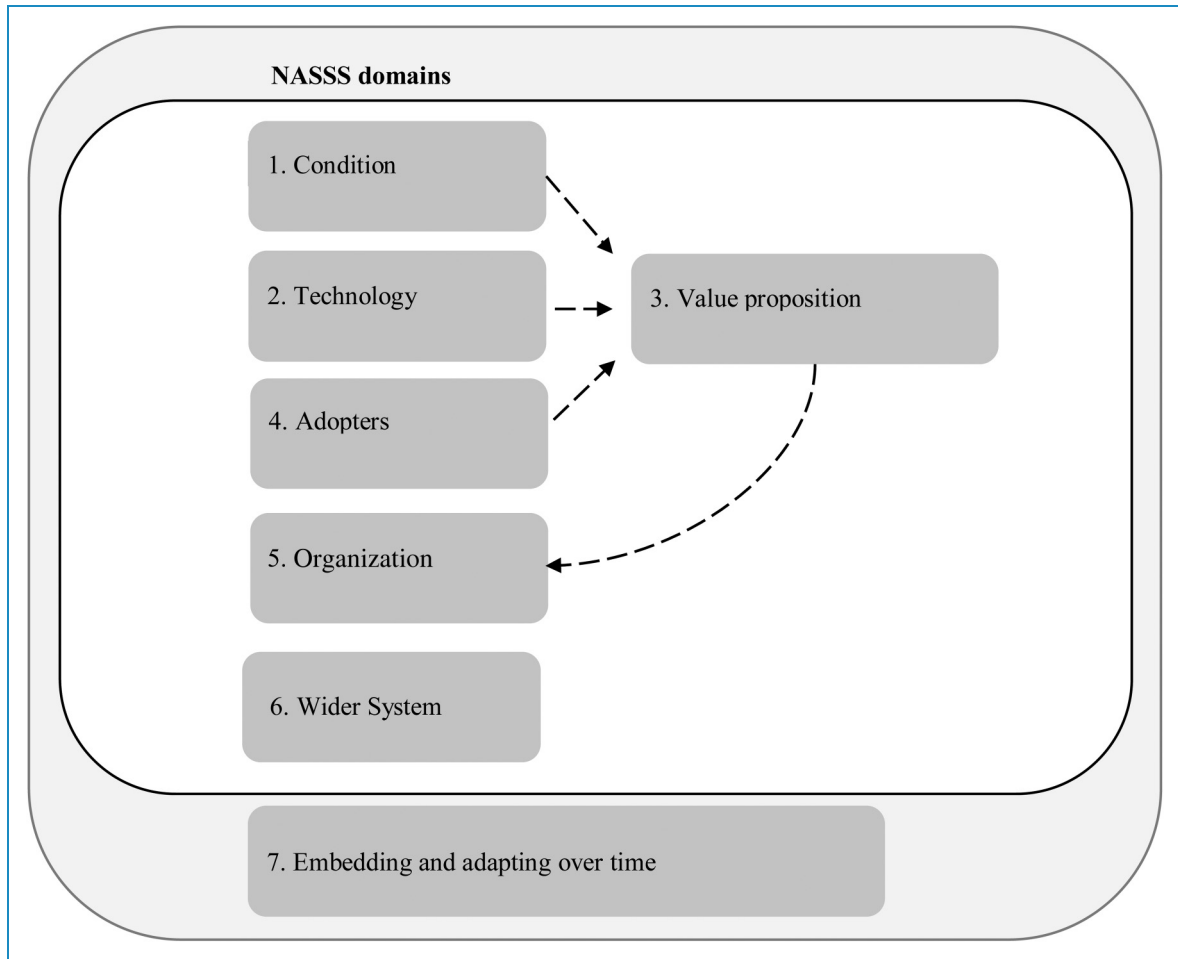 NASSS domains
1. Condition
2. Technology
3. Value proposition
4. Adopters
5. Organization
6. Wider System
7. Embedding and adapting over time